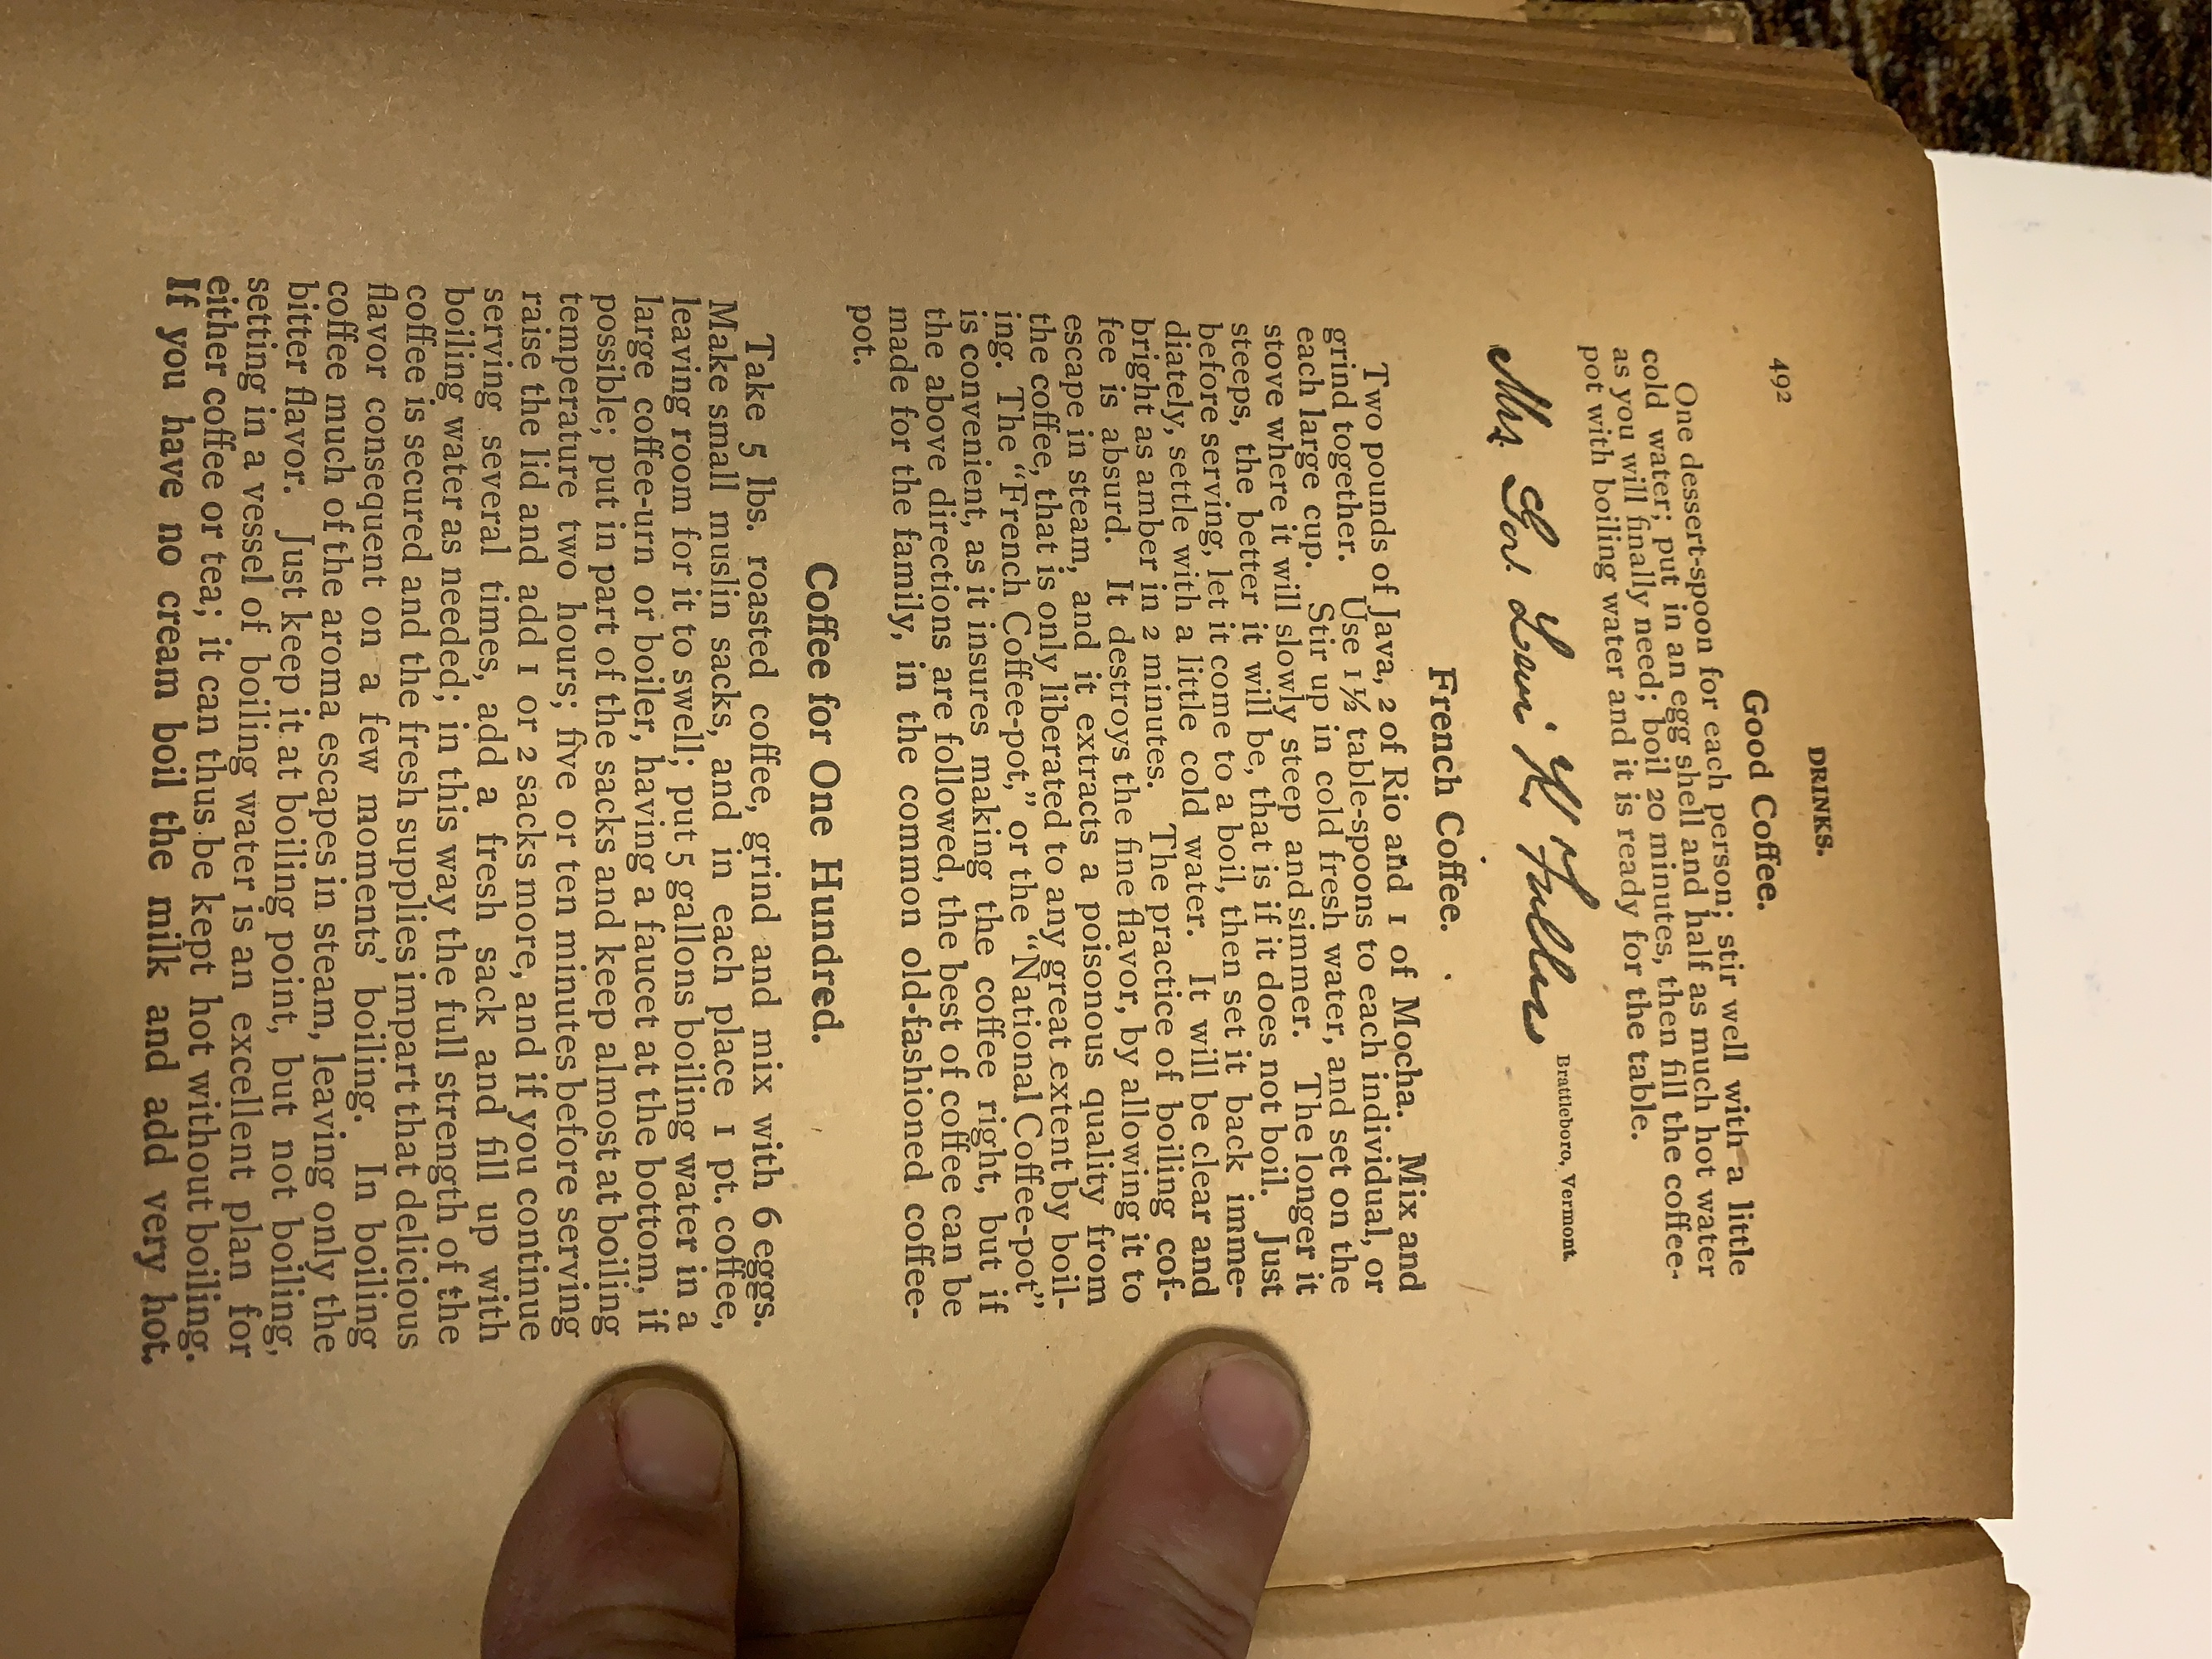 492
DRINKS.
Good Coffee.
One dessert-spoon for each person; stir well with a little
cold water; put in an egg shell and half as much hot water
as you will finally need; boil 20 minutes, then fill the coffee-
pot with boiling water and it is ready for the table.
Mrs. Gov. Levi K. Fuller
Brattleboro, Vermont
French Coffee.
Two pounds of Java, 2 of Rio and 1 of Mocha. Mix and
grind together. Use 1½ table-spoons to each individual, or
each large cup. Stir up in cold fresh water, and set on the
stove where it will slowly steep and simmer. The longer it
steeps, the better it will be, that is if it does not boil. Just
before serving, let it come to a boil, then set it back imme-
diately, settle with a little cold water. It will be clear and
bright as amber in 2 minutes. The practice of boiling cof-
fee is absurd. It destroys the fine flavor, by allowing it to
escape in steam, and it extracts a poisonous quality from
the coffee, that is only liberated to any great extent by boil-
ing. The "French Coffee-pot," or the "National Coffee-pot"
is convenient, as it insures making the coffee right, but if
the above directions are followed, the best of coffee can be
made for the family, in the common old-fashioned coffee-
pot.
Coffee for One Hundred.
Take 5 lbs. roasted coffee, grind and mix with 6 eggs.
Make small muslin sacks, and in each place 1 pt. coffee,
leaving room for it to swell; put 5 gallons boiling water in a
large coffee-urn or boiler, having a faucet at the bottom, if
possible; put in part of the sacks and keep almost at boiling
temperature two hours; five or ten minutes before serving
raise the lid and add 1 or 2 sacks more, and if you continue
serving several times, add a fresh sack and fill up with
boiling water as needed; in this way the full strength of the
coffee is secured and the fresh supplies impart that delicious
flavor consequent on a few moments' boiling. In boiling
coffee much of the aroma escapes in steam, leaving only the
bitter flavor. Just keep it at boiling point, but not boiling,
setting in a vessel of boiling water is an excellent plan for
either coffee or tea; it can thus be kept hot without boiling.
If you have no cream boil the milk and add very hot.